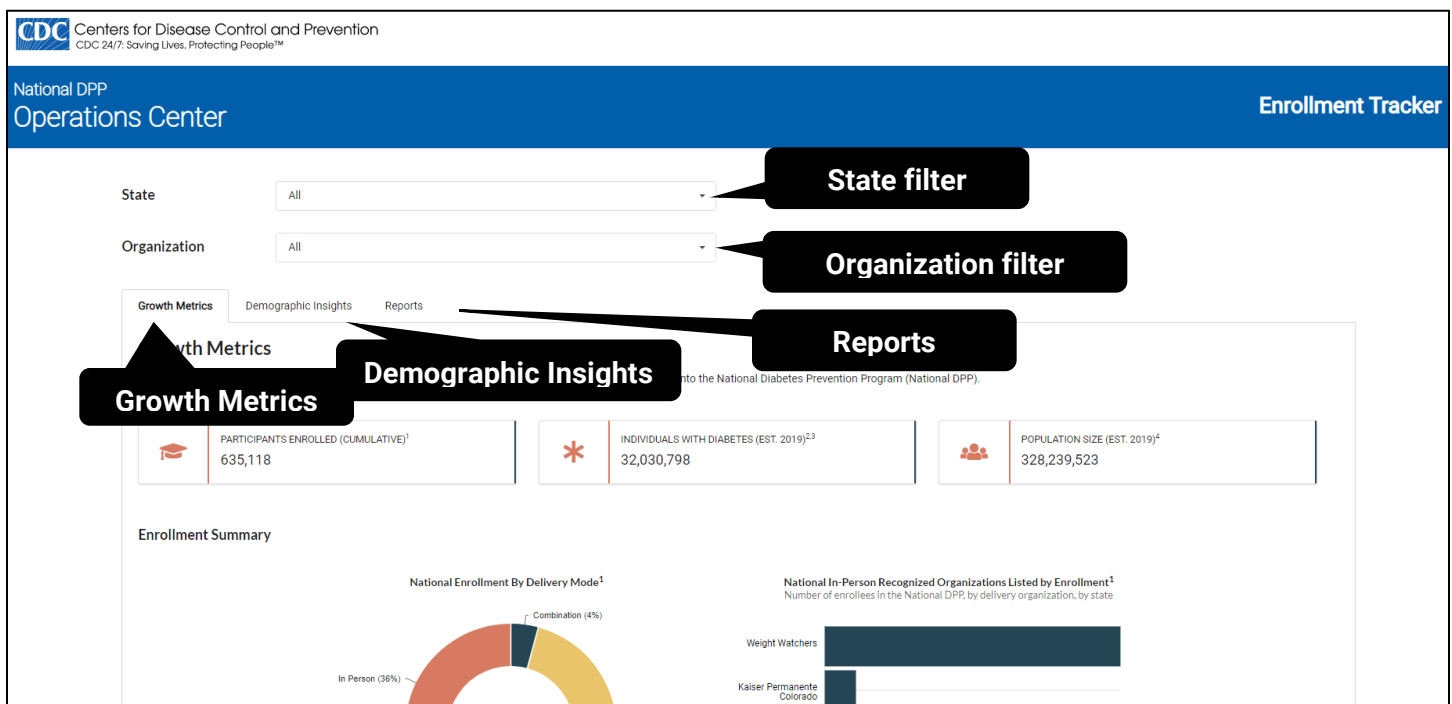 CDC Centers for Disease Control and Prevention
CDC 24/7: Saving Lives, Protecting People™
National DPP
Operations Center
Enrollment Tracker
State
All
State filter
Organization
All
Organization filter
Growth Metrics
Demographic Insights
Reports
Reports
Metrics
Demographic Insights
into the National Diabetes Prevention Program (National DPP).
Growth Metrics
PARTICIPANTS ENROLLED (CUMULATIVE)1
635,118
INDIVIDUALS WITH DIABETES (EST. 2019)2,3
32,030,798
POPULATION SIZE (EST. 2019)4
328,239,523
Enrollment Summary
National Enrollment By Delivery Mode1
Combination (4%)
In Person (36%)
National In-Person Recognized Organizations Listed by Enrollment1
Number of enrollees in the National DPP, by delivery organization, by state
Weight Watchers
Kaiser Permanente
Colorado